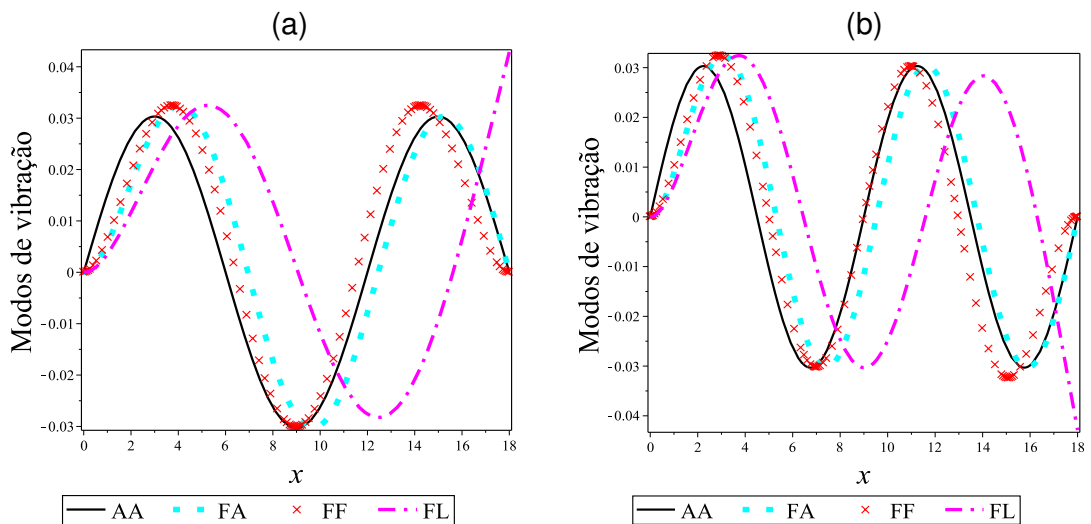 (a)
Modos de vibração
0.04
0.03
0.02
0.01
0
-0.01
-0.02
-0.03
0 2 4 6 8 10 12 14 16 18
x
AA FA FF FL
(b)
Modos de vibração
0.03
0.02
0.01
0
-0.01
-0.02
-0.03
-0.04
0 2 4 6 8 10 12 14 16 18
x
AA FA FF FL